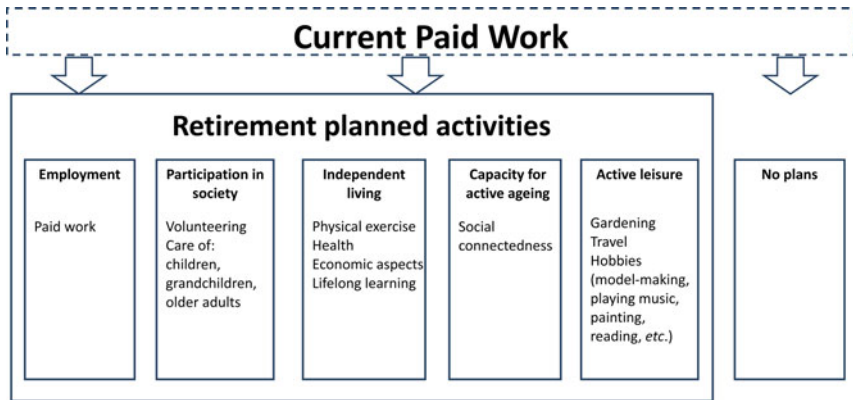 Current Paid Work
Retirement planned activities
Employment
Paid work
Participation in
society
Volunteering
Care of:
children,
grandchildren,
older adults
Independent
living
Physical exercise
Health
Economic aspects
Lifelong learning
Capacity for
active ageing
Social
connectedness
Active leisure
Gardening
Travel
Hobbies
(model-making,
playing music,
painting,
reading, etc.)
No plans